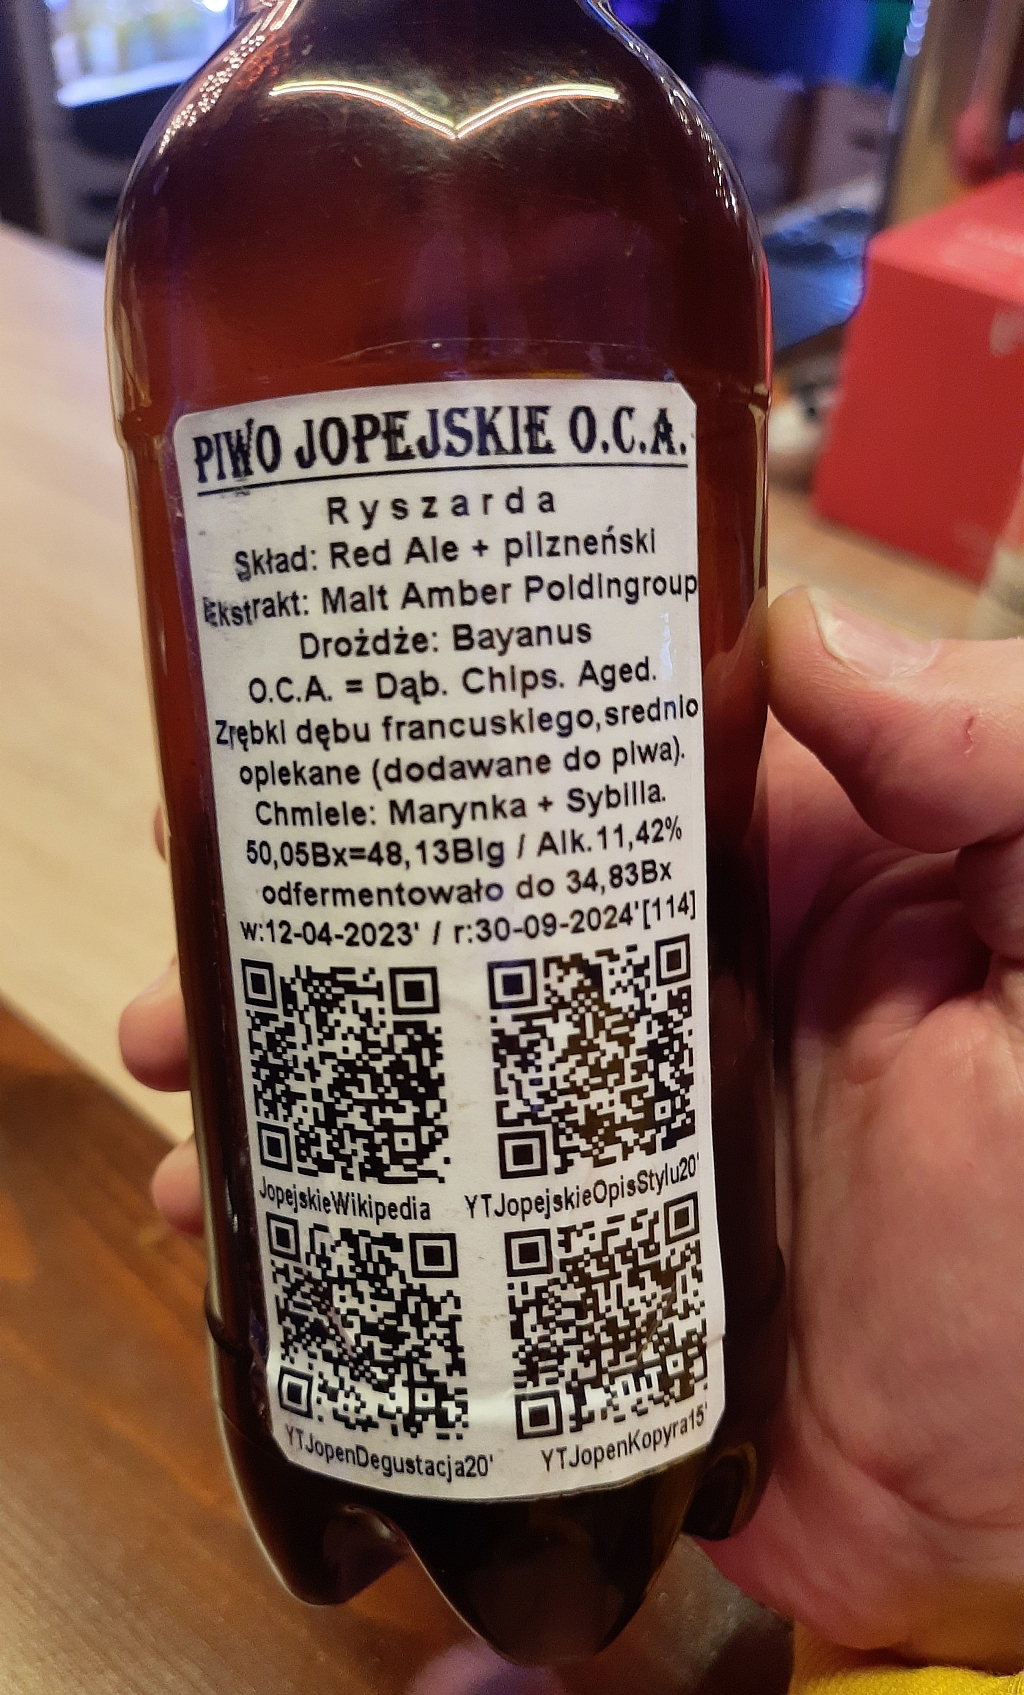 PIWO JOPEJSKIE O.C.A.
Ryszarda
Skład: Red Ale + pilzneński
Ekstrakt: Malt Amber Poldingroup
Drożdże: Bayanus
O.C.A. = Dąb. Chips. Aged.
Zrębki dębu francuskiego,srednio
opiekane (dodawane do piwa).
Chmiele: Marynka + Sybilla.
50,05Bx=48,13Blg / Alk.11,42%
odfermentowało do 34,83Bx
w:12-04-2023' / r:30-09-2024'[114]
JopejskieWikipedia YTJopejskieOpisStylu20'
YTJopenDegustacja20' YTJopenKopyra15'